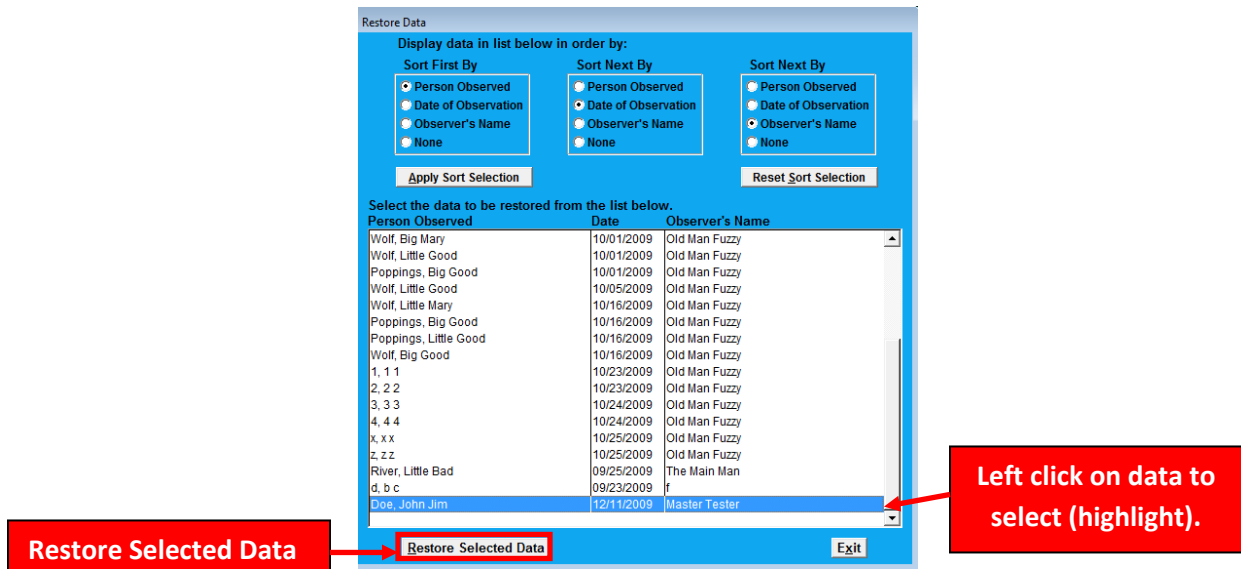 Restore Data
Display data in list below in order by:
Sort First By Sort Next By Sort Next By
Person Observed Person Observed Person Observed
Date of Observation Date of Observation Date of Observation
Observer's Name Observer's Name Observer's Name
None None None
Apply Sort Selection Reset Sort Selection
Select the data to be restored from the list below.
Person Observed Date Observer's Name
Wolf, Big Mary 10/01/2009 Old Man Fuzzy
Wolf, Little Good 10/01/2009 Old Man Fuzzy
Poppings, Big Good 10/01/2009 Old Man Fuzzy
Wolf, Little Good 10/05/2009 Old Man Fuzzy
Wolf, Little Mary 10/16/2009 Old Man Fuzzy
Poppings, Big Good 10/16/2009 Old Man Fuzzy
Poppings, Little Good 10/16/2009 Old Man Fuzzy
Wolf, Big Good 10/16/2009 Old Man Fuzzy
1, 1 1 10/23/2009 Old Man Fuzzy
2, 2 2 10/23/2009 Old Man Fuzzy
3, 3 3 10/24/2009 Old Man Fuzzy
4, 4 4 10/24/2009 Old Man Fuzzy
x, x x 10/25/2009 Old Man Fuzzy
z, z z 10/25/2009 Old Man Fuzzy
River, Little Bad 09/25/2009 The Main Man
d, b c 09/23/2009 f
Doe, John Jim 12/11/2009 Master Tester
Left click on data to
select (highlight).
Restore Selected Data
Restore Selected Data Exit